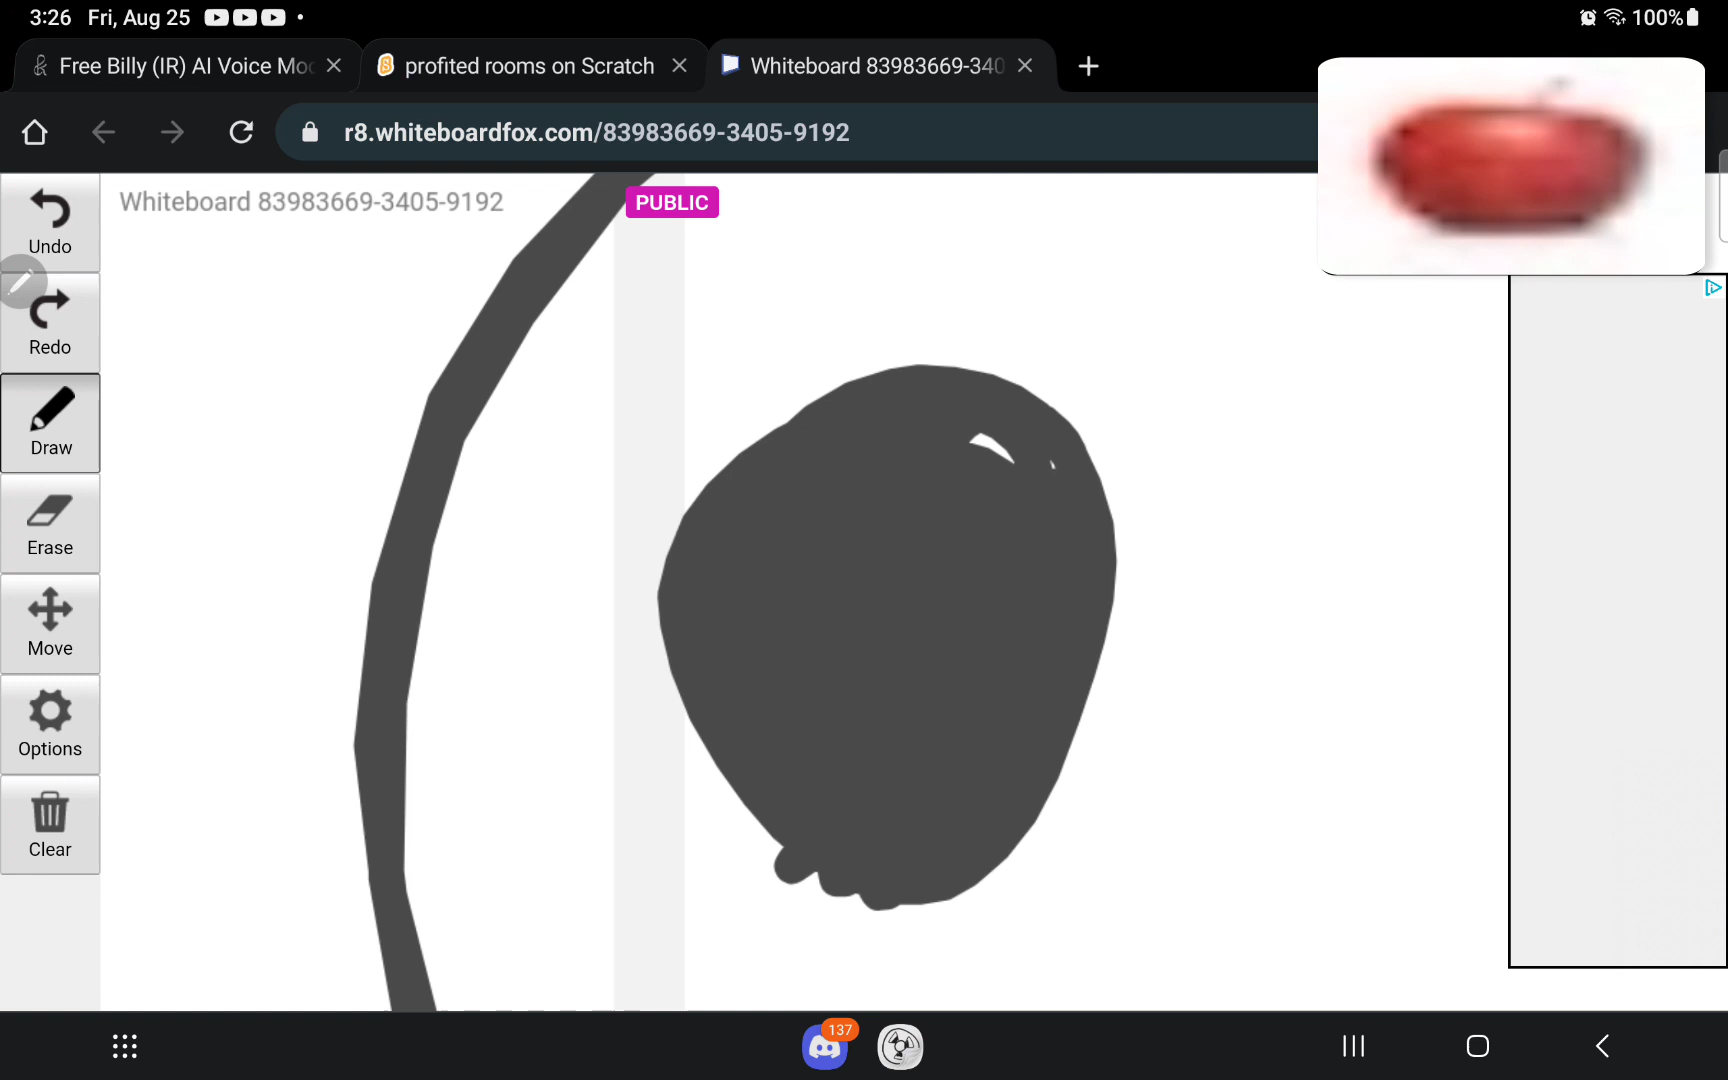 3:26 Fri, Aug 25 100%
Free Billy (IR) AI Voice Mo
profited rooms on Scratch
Whiteboard 83983669-340
r8.whiteboardfox.com/83983669-3405-9192
Whiteboard 83983669-3405-9192
PUBLIC
Undo
Redo
Draw
Erase
Move
Options
Clear
137